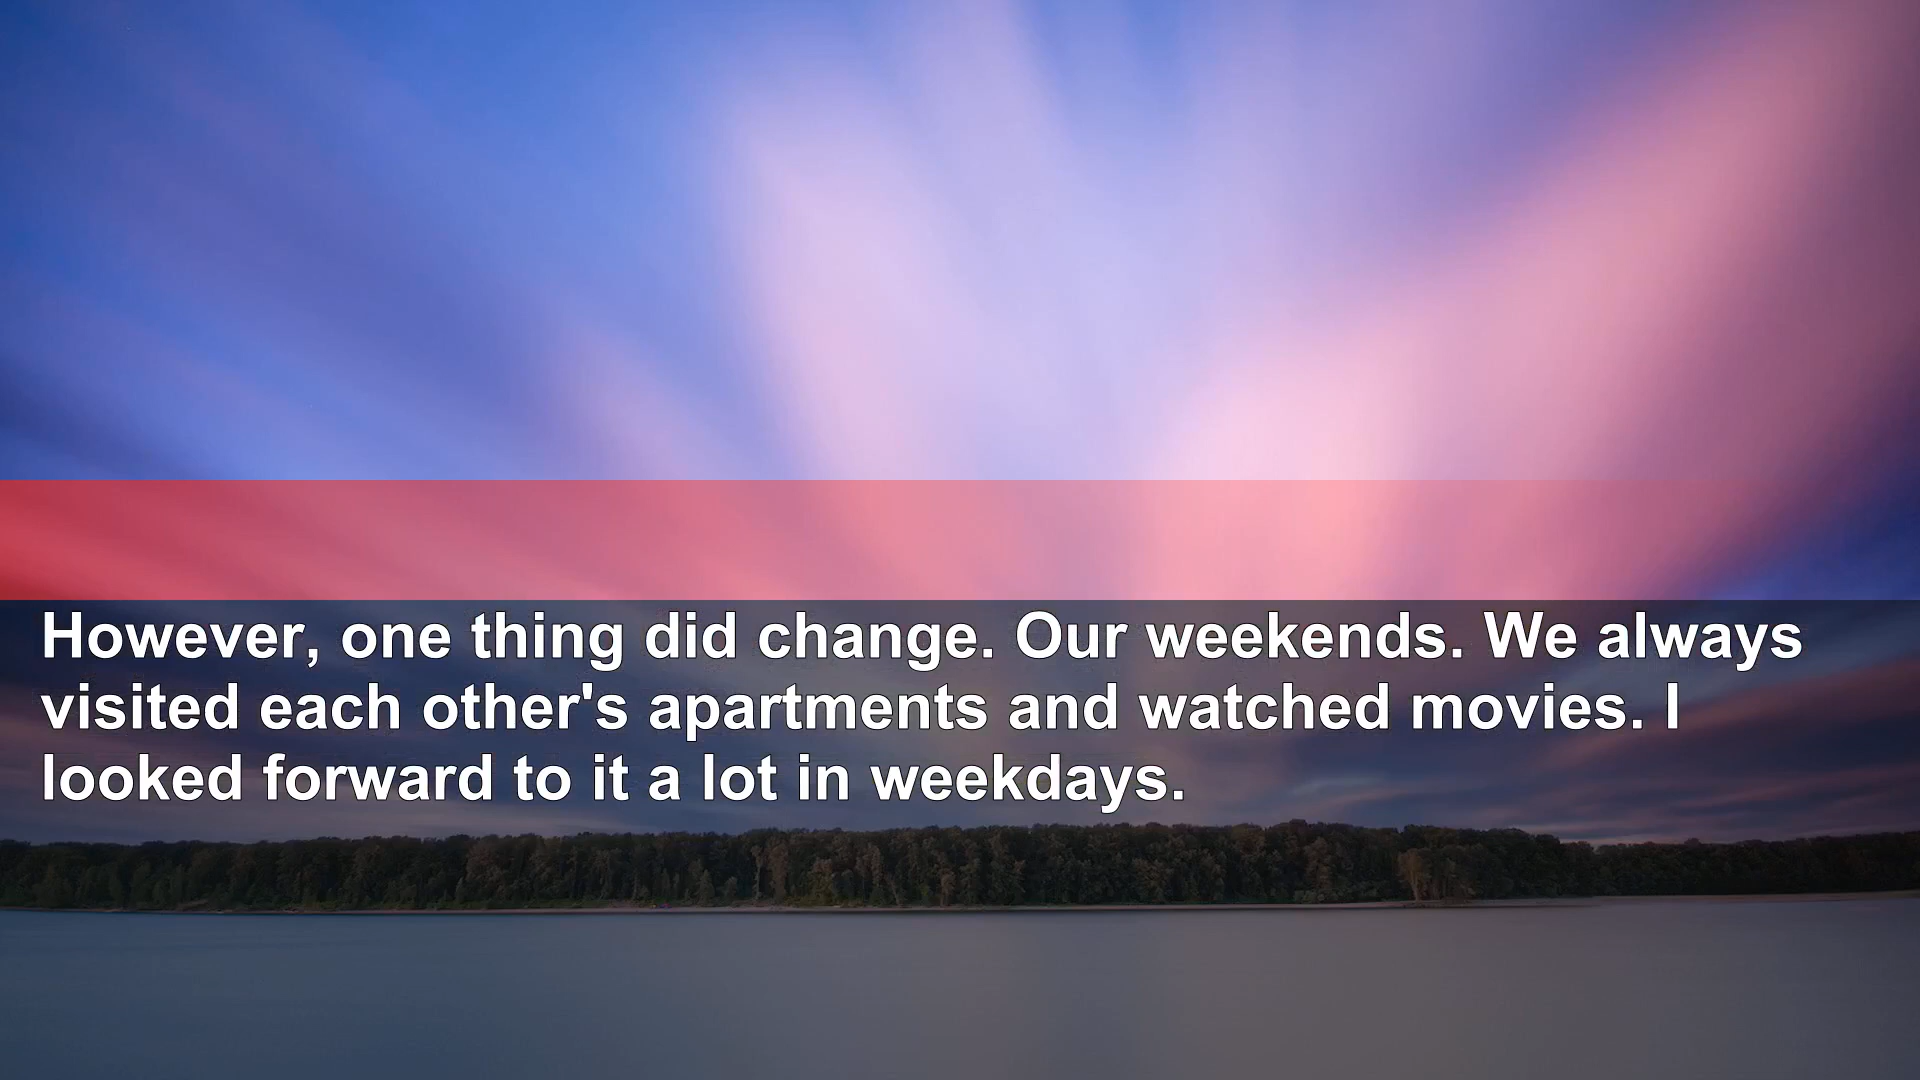 However, one thing did change. Our weekends. We always
visited each other's apartments and watched movies. I
looked forward to it a lot in weekdays.